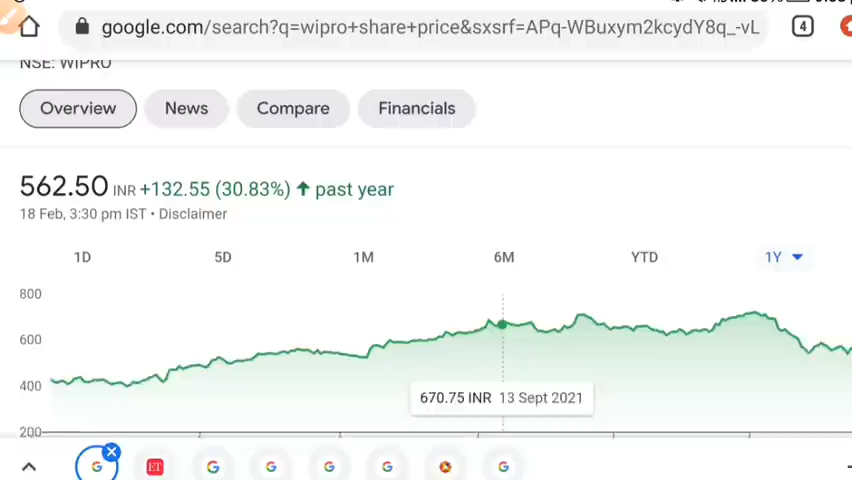 google.com/search?q=wipro+share+price&sxsrf=APq-WBuxym2kcydY8q_-vL
4
NSE: WIPRO
Overview
News
Compare
Financials
562.50 INR +132.55 (30.83%) ↑ past year
18 Feb, 3:30 pm IST • Disclaimer
1D 5D 1M 6M YTD 1Y
800
600
400
200
670.75 INR 13 Sept 2021
G ET G G G G G